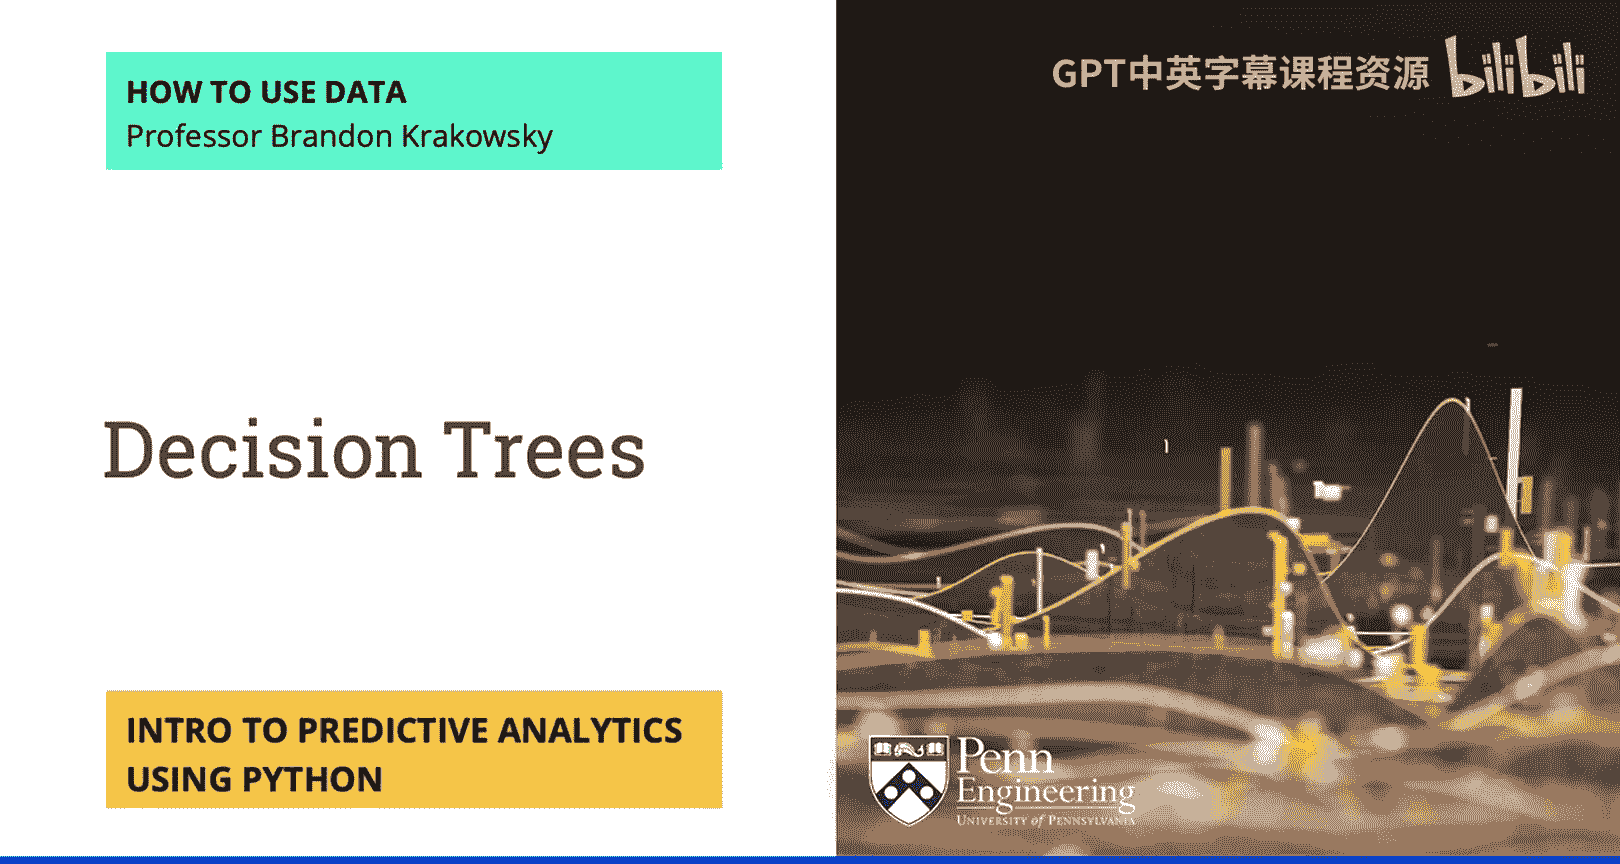 HOW TO USE DATA
Professor Brandon Krakowsky
GPT中英字幕课程资源 bilibili
Decision Trees
INTRO TO PREDICTIVE ANALYTICS
USING PYTHON
Penn
Engineering
UNIVERSITY of PENNSYLVANIA